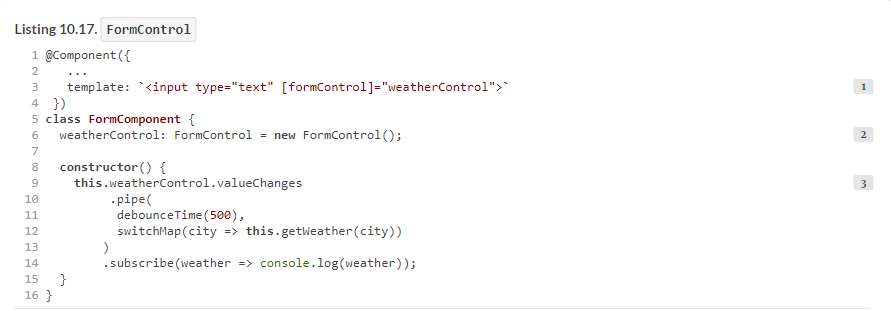 Listing 10.17. FormControl
1 @Component({
2    ...
3    template: `<input type="text" [formControl]="weatherControl">` 1
4  })
5 class FormComponent {
6   weatherControl: FormControl = new FormControl(); 2
7
8   constructor() {
9     this.weatherControl.valueChanges 3
10          .pipe(
11           debounceTime(500),
12           switchMap(city => this.getWeather(city))
13         )
14         .subscribe(weather => console.log(weather));
15   }
16 }